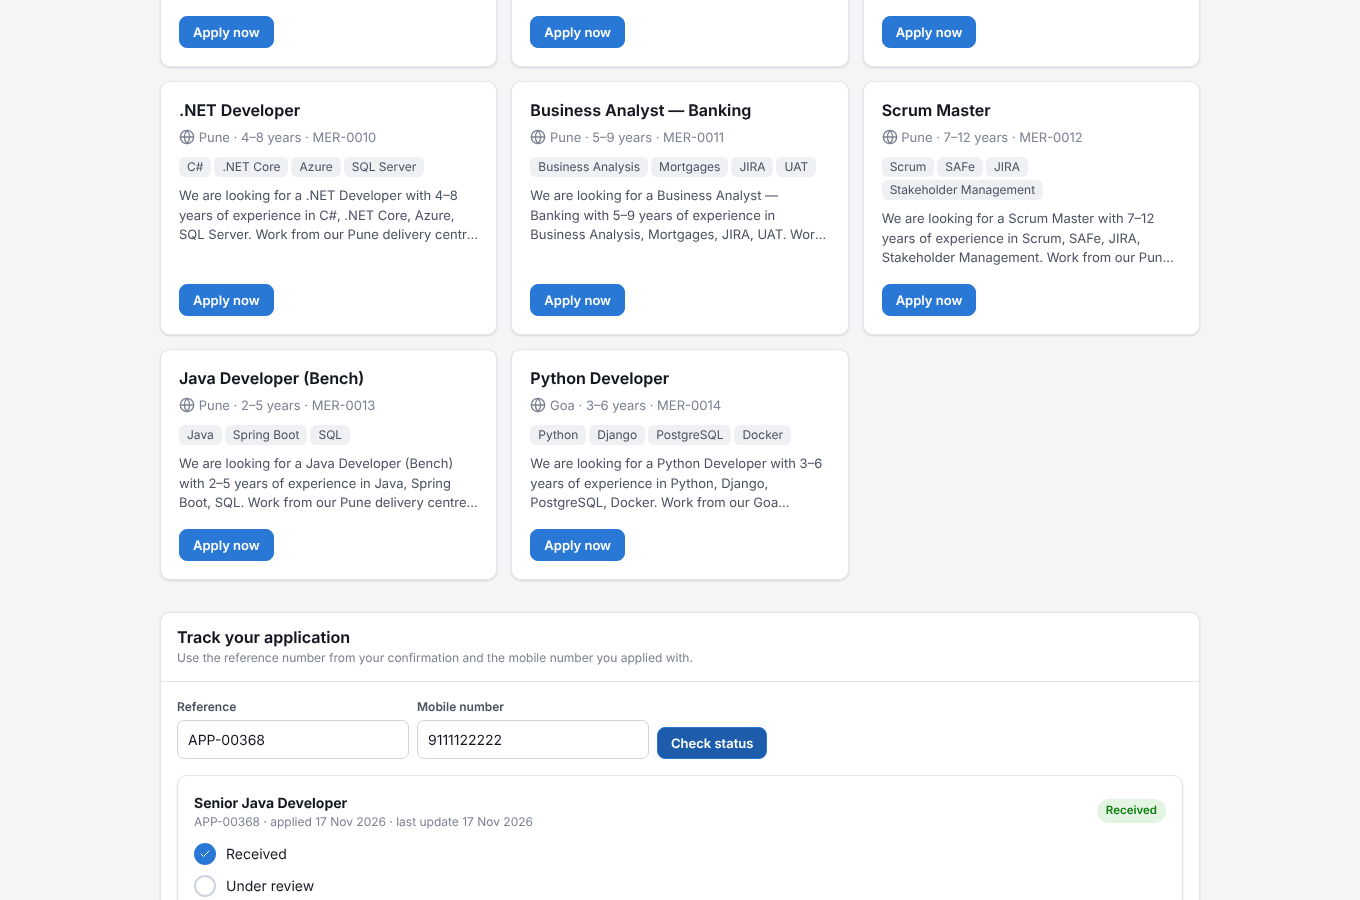 Apply now
Apply now
Apply now
.NET Developer
Pune · 4–8 years · MER-0010
C#
.NET Core
Azure
SQL Server
We are looking for a .NET Developer with 4–8
years of experience in C#, .NET Core, Azure,
SQL Server. Work from our Pune delivery centr...
Apply now
Business Analyst — Banking
Pune · 5–9 years · MER-0011
Business Analysis
Mortgages
JIRA
UAT
We are looking for a Business Analyst —
Banking with 5–9 years of experience in
Business Analysis, Mortgages, JIRA, UAT. Wor...
Apply now
Scrum Master
Pune · 7–12 years · MER-0012
Scrum
SAFe
JIRA
Stakeholder Management
We are looking for a Scrum Master with 7–12
years of experience in Scrum, SAFe, JIRA,
Stakeholder Management. Work from our Pun...
Apply now
Java Developer (Bench)
Pune · 2–5 years · MER-0013
Java
Spring Boot
SQL
We are looking for a Java Developer (Bench)
with 2–5 years of experience in Java, Spring
Boot, SQL. Work from our Pune delivery centre...
Apply now
Python Developer
Goa · 3–6 years · MER-0014
Python
Django
PostgreSQL
Docker
We are looking for a Python Developer with 3–6
years of experience in Python, Django,
PostgreSQL, Docker. Work from our Goa...
Apply now
Track your application
Use the reference number from your confirmation and the mobile number you applied with.
Reference
APP-00368
Mobile number
9111122222
Check status
Senior Java Developer
APP-00368 · applied 17 Nov 2026 · last update 17 Nov 2026
Received
Received
Under review